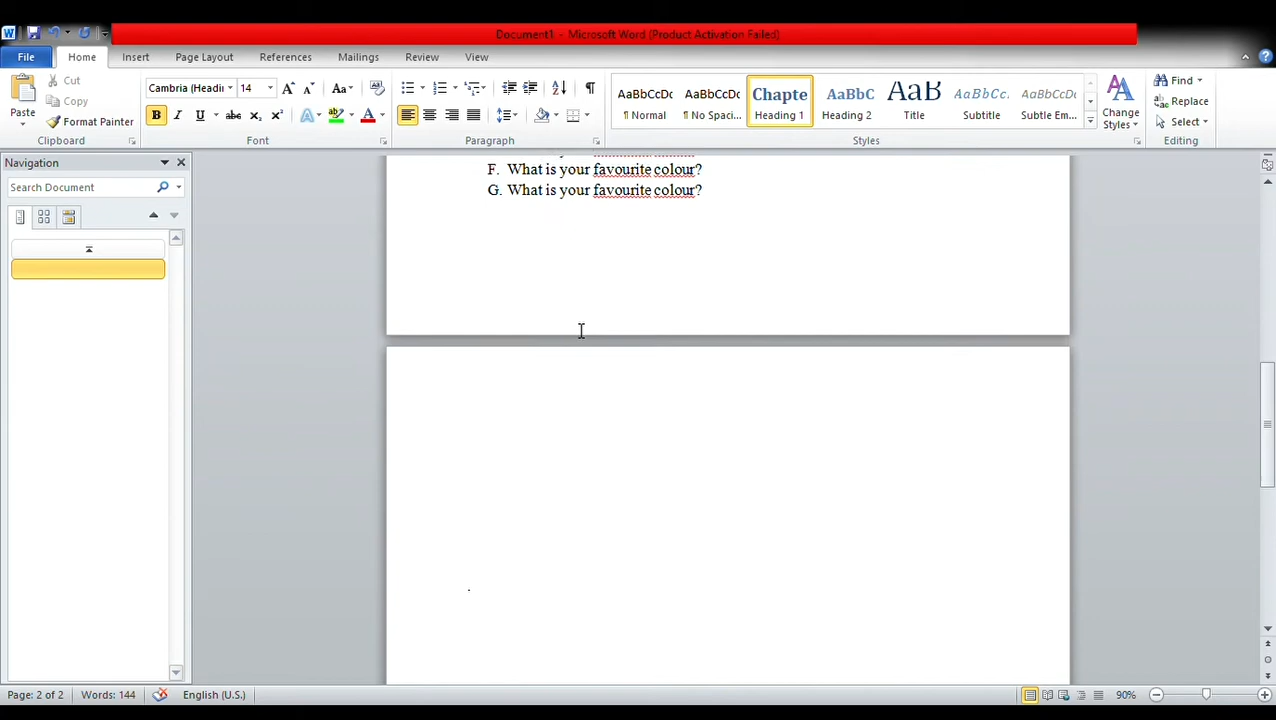 Document1 - Microsoft Word (Product Activation Failed)
File Home Insert Page Layout References Mailings Review View
Paste
Cut
Copy
Format Painter
Clipboard
Cambria (Headin 14
Font
Paragraph
AaBbCcDc AaBbCcDc Chapte AaBbC AaB AaBbCcDc AaBbCcDc
¶ Normal ¶ No Spaci... Heading 1 Heading 2 Title Subtitle Subtle Em...
Styles
Change
Styles
Find
Replace
Select
Editing
Navigation
Search Document
F. What is your favourite colour?
G. What is your favourite colour?
.
Page: 2 of 2 Words: 144 English (U.S.) 90%